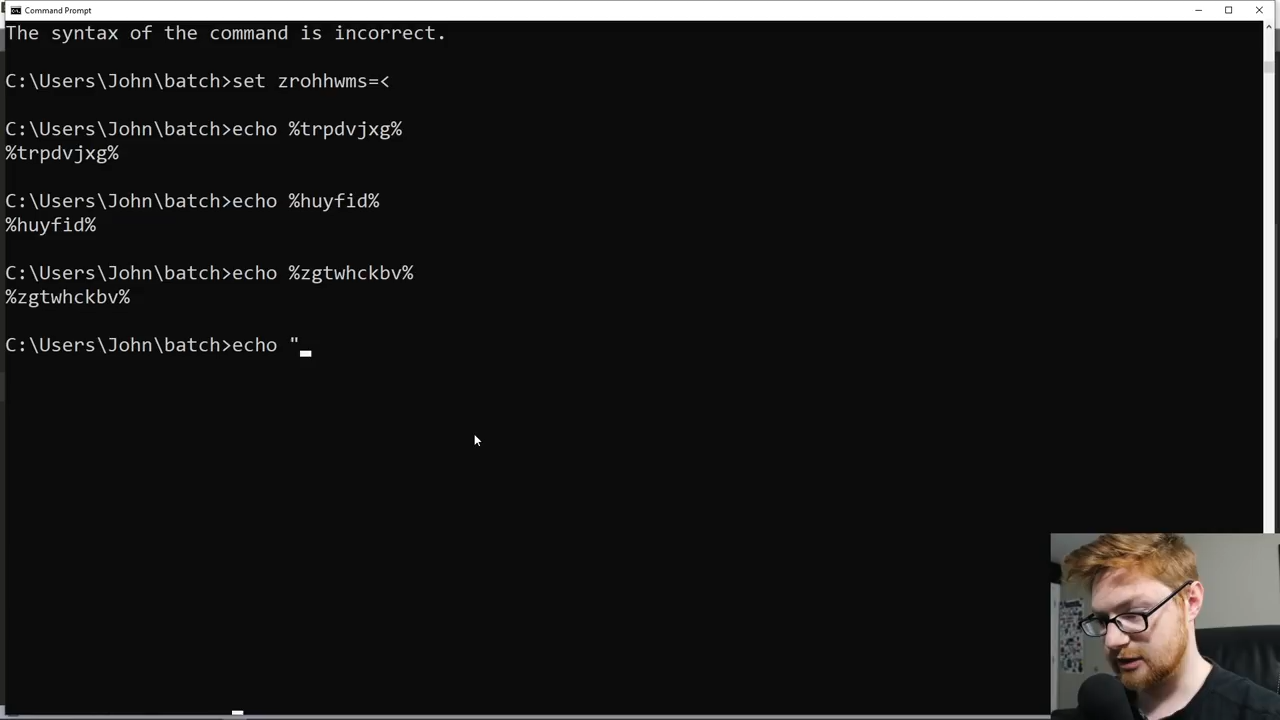 Command Prompt
The syntax of the command is incorrect.
C:\Users\John\batch>set zrohhwms=<
C:\Users\John\batch>echo %trpdvjxg%
%trpdvjxg%
C:\Users\John\batch>echo %huyfid%
%huyfid%
C:\Users\John\batch>echo %zgtwhckbv%
%zgtwhckbv%
C:\Users\John\batch>echo "